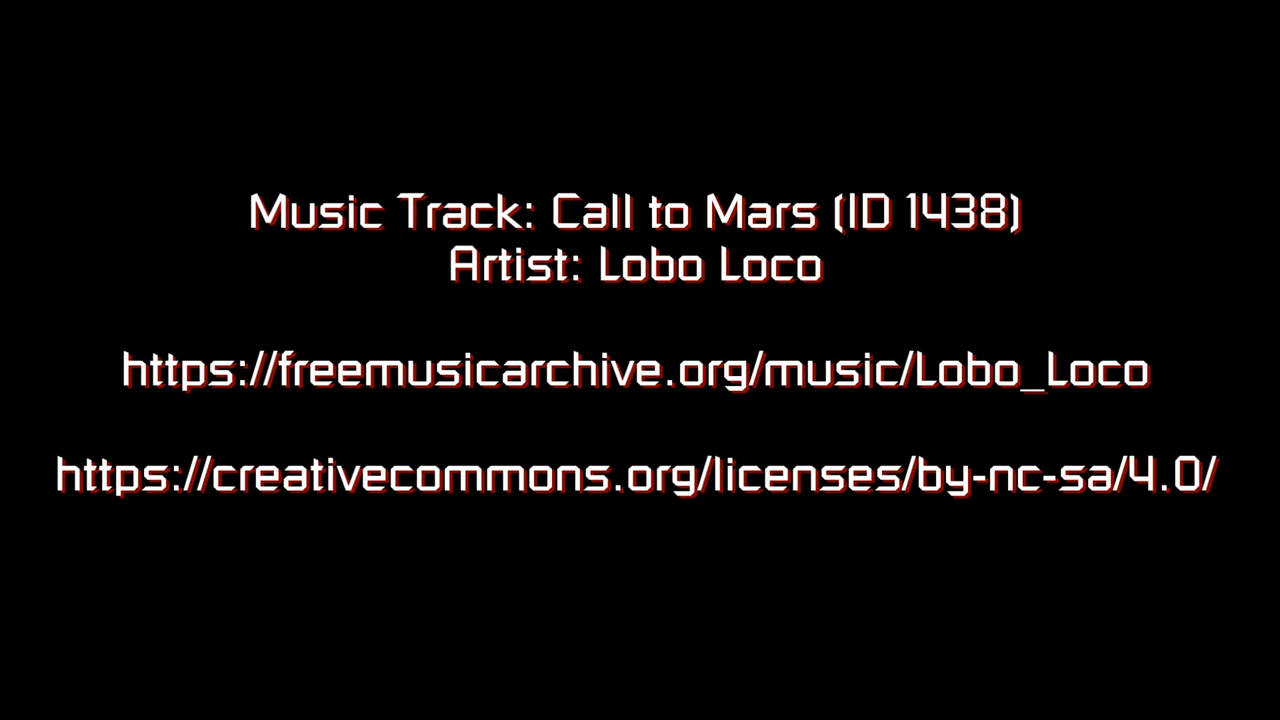 Music Track: Call to Mars (ID 1438)
Artist: Lobo Loco
https://freemusicarchive.org/music/Lobo_Loco
https://creativecommons.org/licenses/by-nc-sa/4.0/